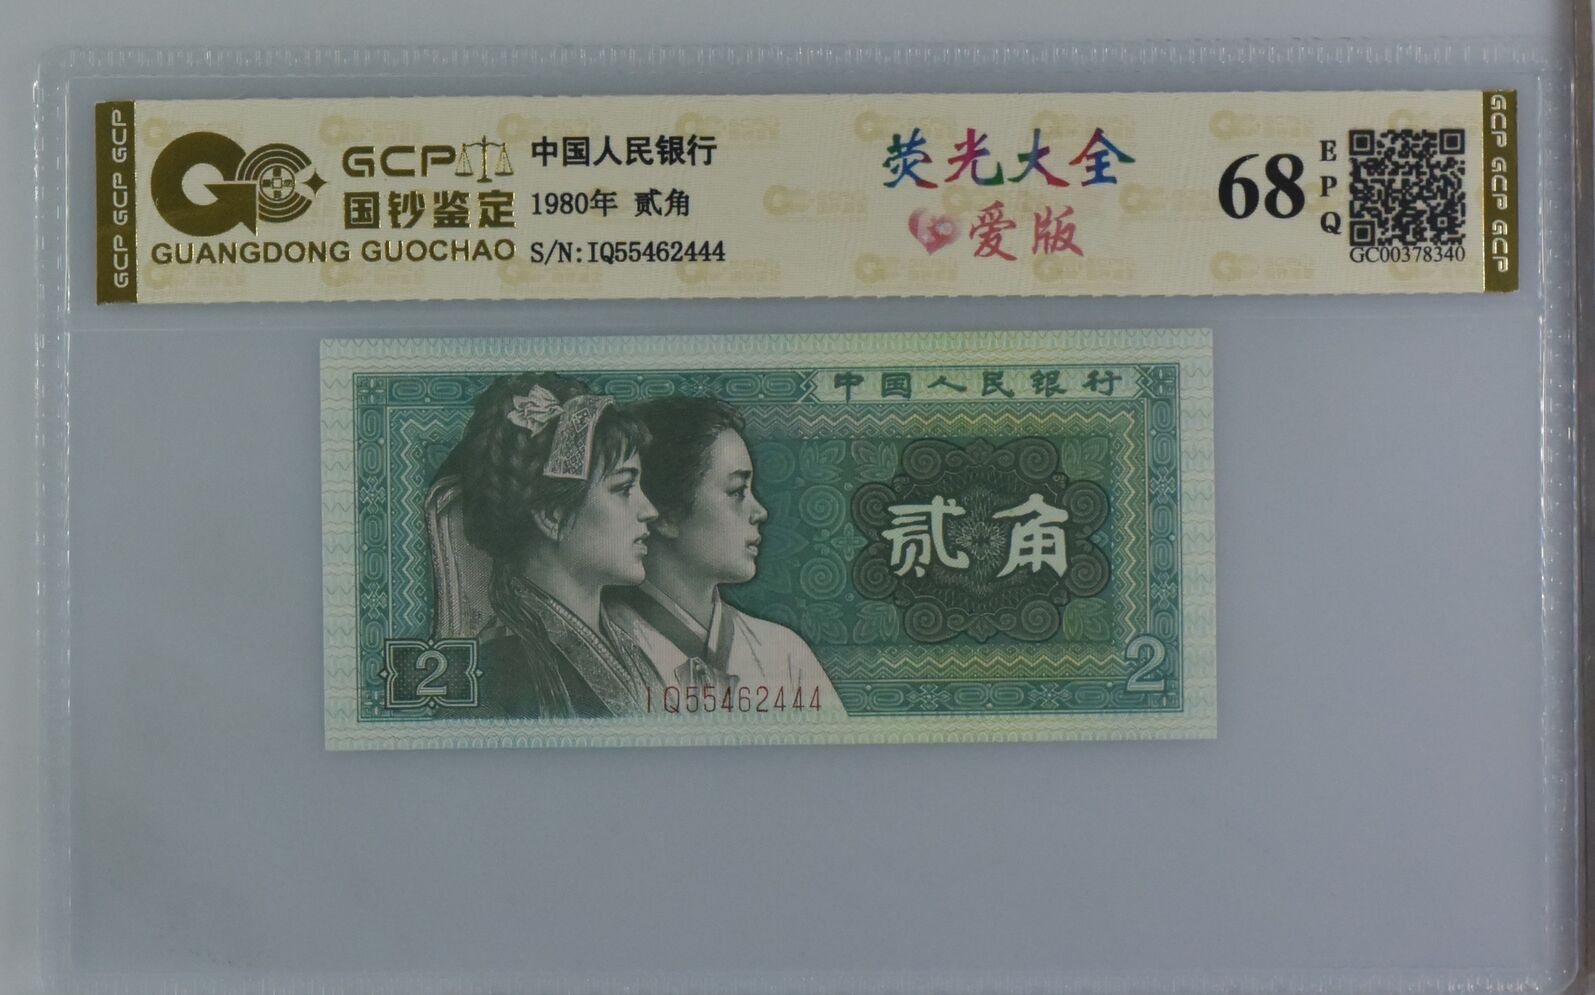 GCP GCP GCP
GCP
国钞鉴定
GUANGDONG GUOCHAO
中国人民银行
1980年 贰角
S/N:IQ55462444
荧光大全
爱版
68
EPQ
GC00378340
GCP GCP GCP
中国人民银行
贰角
2
IQ55462444
2